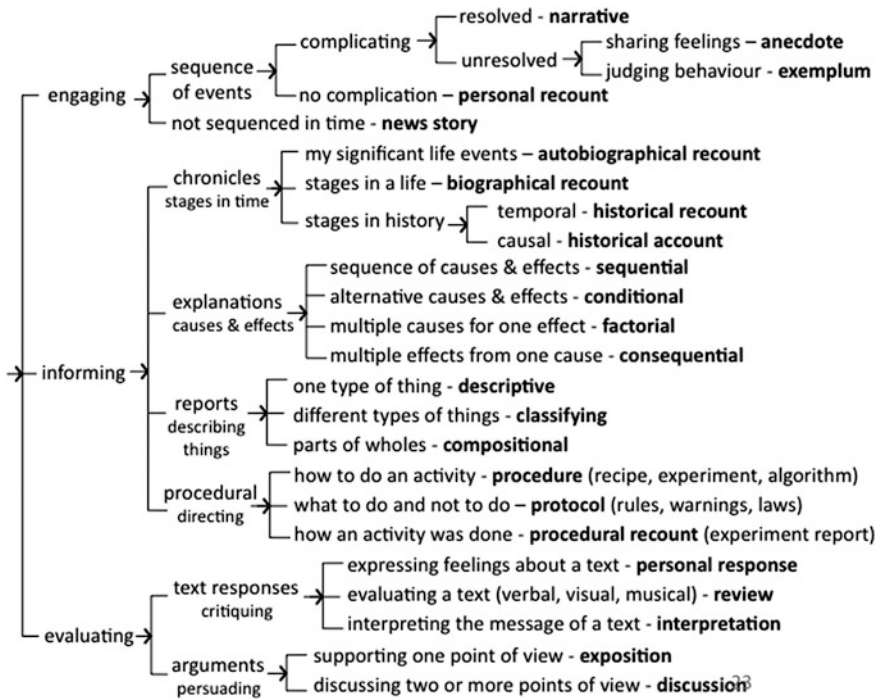 resolved - narrative
complicating
sharing feelings – anecdote
unresolved
judging behaviour - exemplum
sequence
of events
engaging
no complication – personal recount
not sequenced in time - news story
my significant life events – autobiographical recount
chronicles
stages in time
stages in a life – biographical recount
temporal - historical recount
stages in history
causal - historical account
sequence of causes & effects - sequential
alternative causes & effects - conditional
explanations
causes & effects
multiple causes for one effect - factorial
multiple effects from one cause - consequential
informing
one type of thing - descriptive
reports
describing
things
different types of things - classifying
parts of wholes - compositional
how to do an activity - procedure (recipe, experiment, algorithm)
procedural
directing
what to do and not to do – protocol (rules, warnings, laws)
how an activity was done - procedural recount (experiment report)
expressing feelings about a text - personal response
text responses
critiquing
evaluating a text (verbal, visual, musical) - review
interpreting the message of a text - interpretation
evaluating
supporting one point of view - exposition
arguments
persuading
discussing two or more points of view - discussion
23